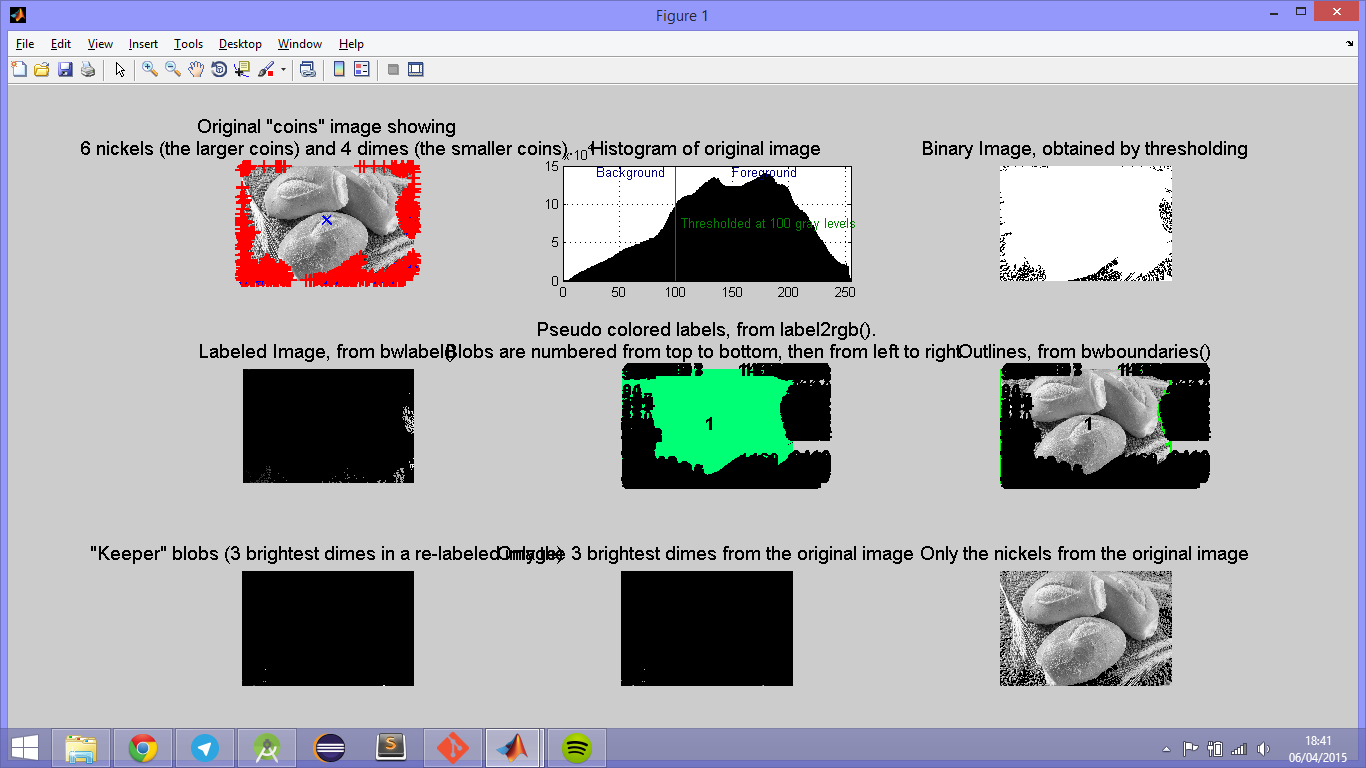 Figure 1
File Edit View Insert Tools Desktop Window Help
Original "coins" image showing
6 nickels (the larger coins) and 4 dimes (the smaller coins).
Histogram of original image
Binary Image, obtained by thresholding
Background Foreground
Thresholded at 100 gray levels
15
10
5
0
0 50 100 150 200 250
Labeled Image, from bwlabel()
Pseudo colored labels, from label2rgb().
Blobs are numbered from top to bottom, then from left to right.
Outlines, from bwboundaries()
1
1
"Keeper" blobs (3 brightest dimes in a re-labeled image)
Only the 3 brightest dimes from the original image
Only the nickels from the original image
18:41
06/04/2015